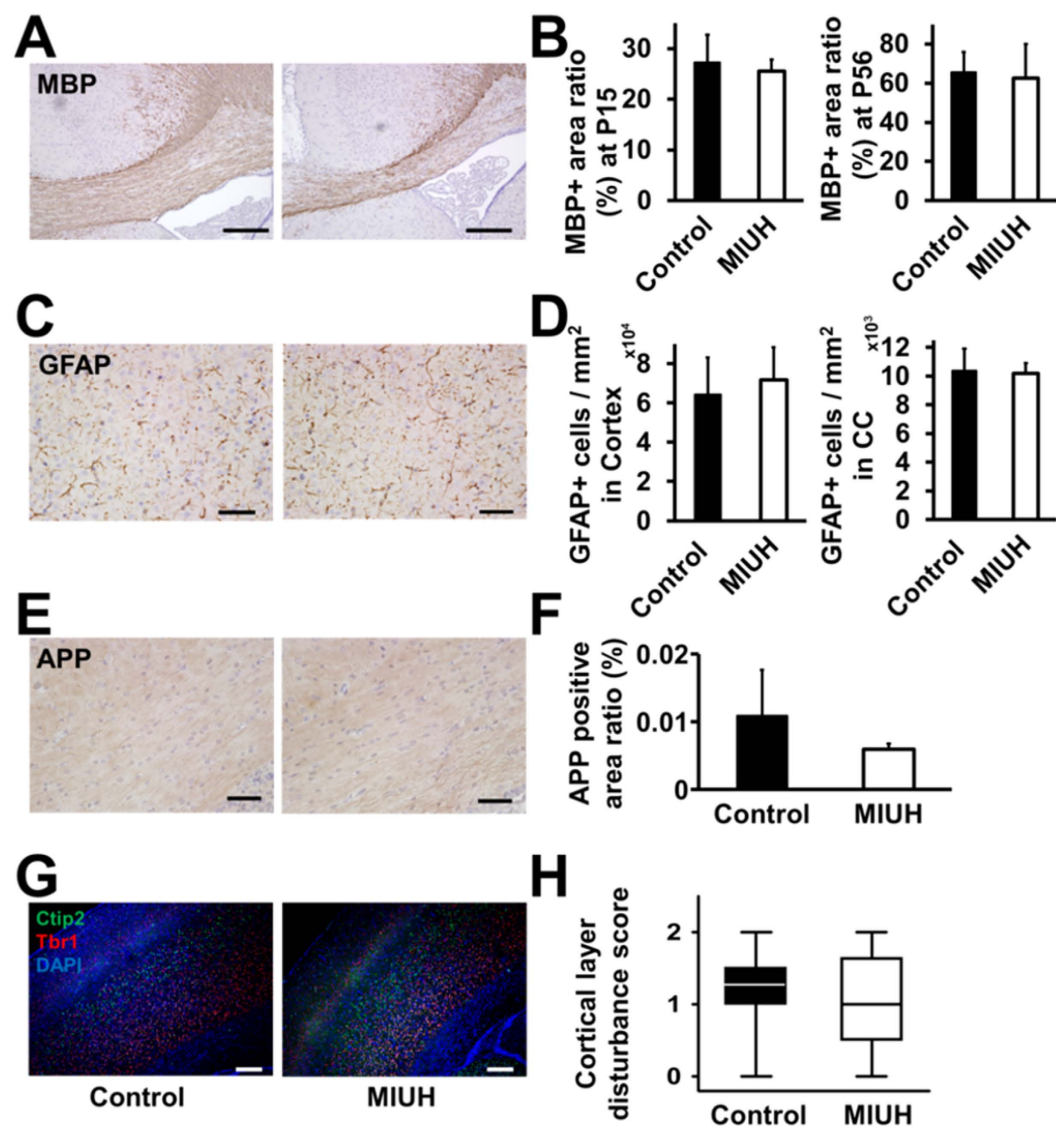 A
MBP
B
MBP+ area ratio
(%) at P15
30
20
10
0
Control
MIUH
MBP+ area ratio
(%) at P56
80
60
40
20
0
Control
MIIUH
C
GFAP
D
GFAP+ cells / mm²
in Cortex
x10⁴
8
6
4
2
0
Control
MIUH
GFAP+ cells / mm²
in CC
x10³
12
10
8
6
4
2
0
Control
MIUH
E
APP
F
APP positive
area ratio (%)
0.02
0.01
0
Control
MIUH
G
Ctip2
Tbr1
DAPI
Control
MIUH
H
Cortical layer
disturbance score
2
1
0
Control
MIUH